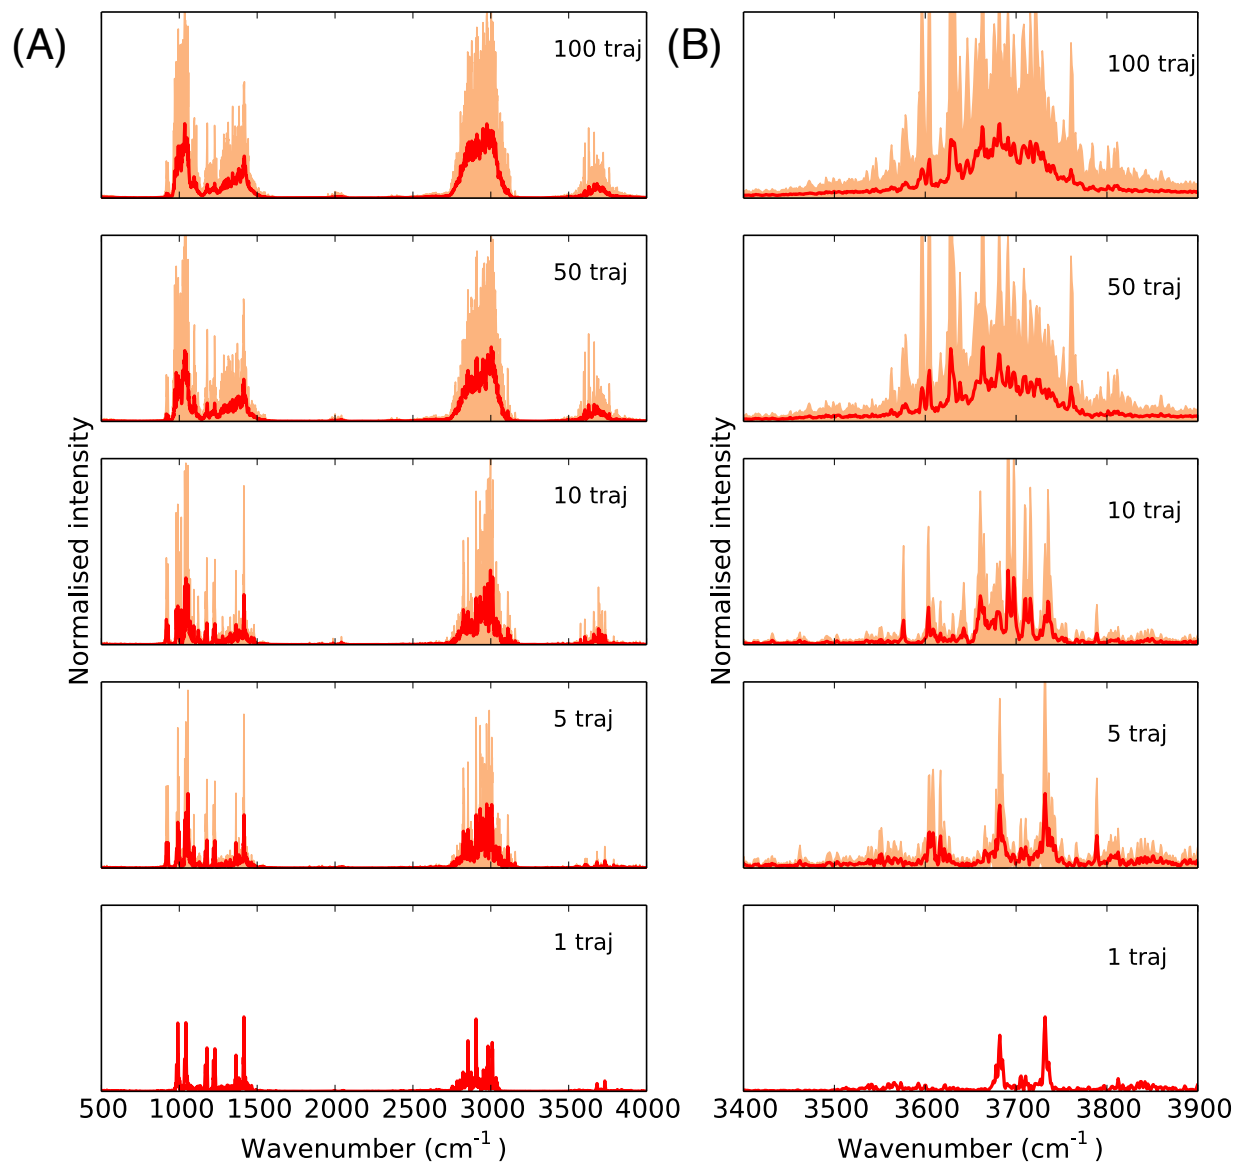 (A)
100 traj
50 traj
10 traj
5 traj
1 traj
Normalised intensity
500 1000 1500 2000 2500 3000 3500 4000
Wavenumber (cm-1)
(B)
100 traj
50 traj
10 traj
5 traj
1 traj
Normalised intensity
3400 3500 3600 3700 3800 3900
Wavenumber (cm-1)